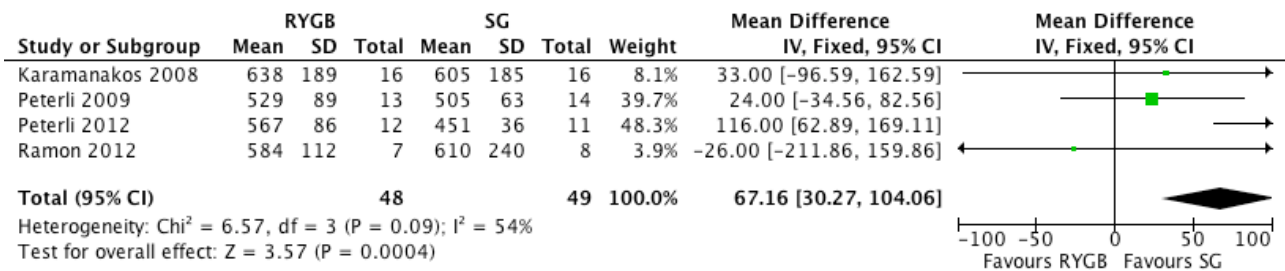 RYGB SG Mean Difference Mean Difference
Study or Subgroup Mean SD Total Mean SD Total Weight IV, Fixed, 95% CI IV, Fixed, 95% CI
Karamanakos 2008 638 189 16 605 185 16 8.1% 33.00 [-96.59, 162.59]
Peterli 2009 529 89 13 505 63 14 39.7% 24.00 [-34.56, 82.56]
Peterli 2012 567 86 12 451 36 11 48.3% 116.00 [62.89, 169.11]
Ramon 2012 584 112 7 610 240 8 3.9% -26.00 [-211.86, 159.86]
Total (95% CI) 48 49 100.0% 67.16 [30.27, 104.06]
Heterogeneity: Chi² = 6.57, df = 3 (P = 0.09); I² = 54%
Test for overall effect: Z = 3.57 (P = 0.0004)
-100 -50 0 50 100
Favours RYGB Favours SG